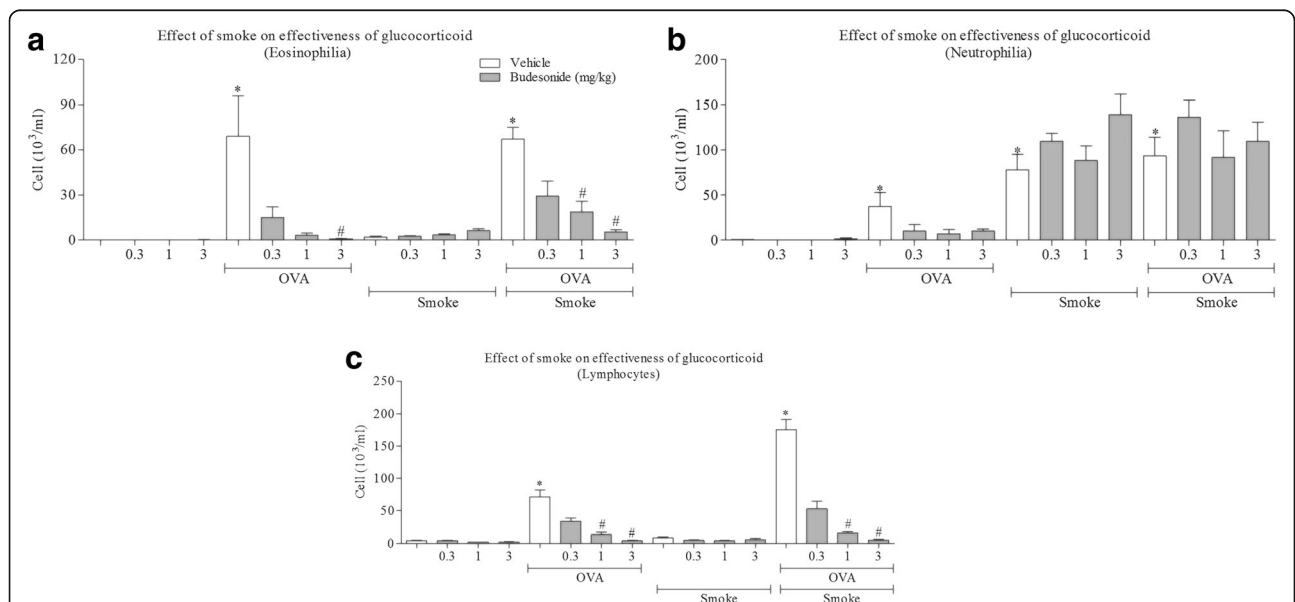 a
Effect of smoke on effectiveness of glucocorticoid
(Eosinophilia)
Vehicle
Budesonide (mg/kg)
Cell (10³/ml)
120
90
60
30
0
*
#
*
#
#
0.3 1 3 0.3 1 3 0.3 1 3 0.3 1 3
OVA OVA
Smoke Smoke
b
Effect of smoke on effectiveness of glucocorticoid
(Neutrophilia)
Cell (10³/ml)
200
150
100
50
0
*
*
*
0.3 1 3 0.3 1 3 0.3 1 3 0.3 1 3
OVA OVA
Smoke Smoke
c
Effect of smoke on effectiveness of glucocorticoid
(Lymphocytes)
Cell (10³/ml)
250
200
150
100
50
0
*
# #
*
# #
0.3 1 3 0.3 1 3 0.3 1 3 0.3 1 3
OVA OVA
Smoke Smoke